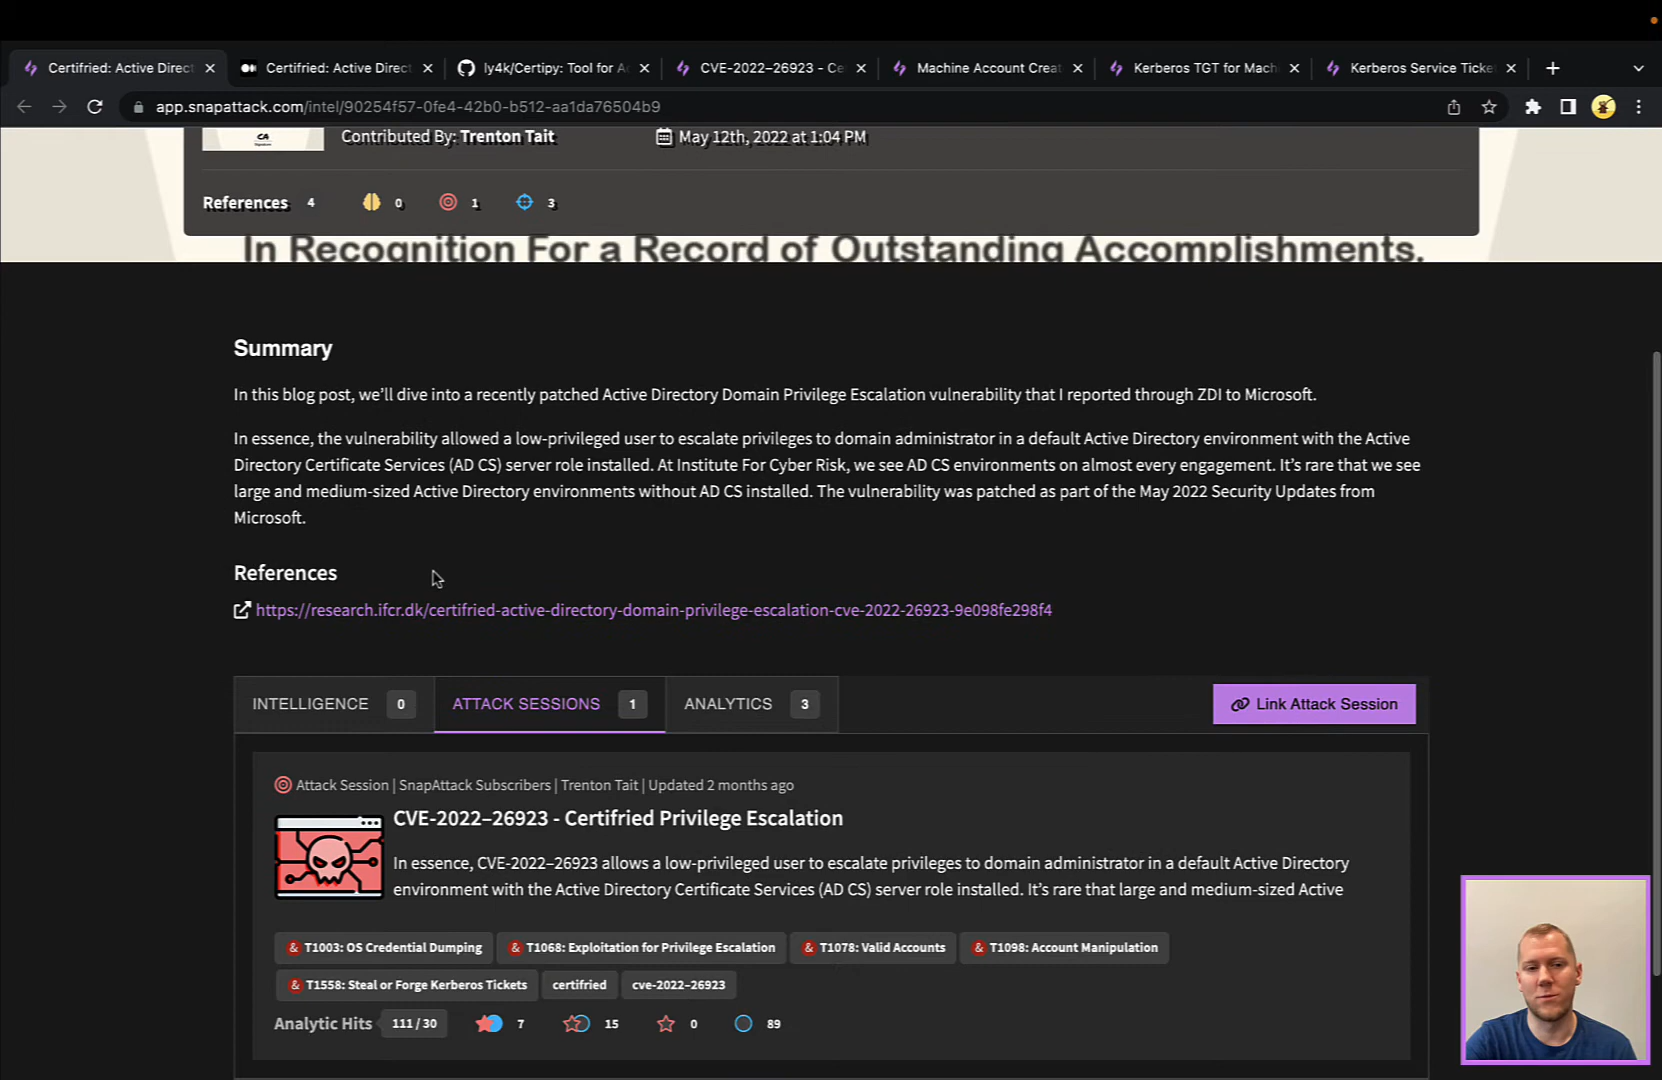 Certified: Active Direct
Certified: Active Direct
ly4k/Certipy: Tool for A
CVE-2022–26923 - Ce
Machine Account Creat
Kerberos TGT for Mach
Kerberos Service Ticke
app.snapattack.com/intel/90254f57-0fe4-42b0-b512-aa1da76504b9
CA
Contributed By: Trenton Tait
May 12th, 2022 at 1:04 PM
References 4 0 1 3
In Recognition For a Record of Outstanding Accomplishments.
Summary
In this blog post, we'll dive into a recently patched Active Directory Domain Privilege Escalation vulnerability that I reported through ZDI to Microsoft.
In essence, the vulnerability allowed a low-privileged user to escalate privileges to domain administrator in a default Active Directory environment with the Active
Directory Certificate Services (AD CS) server role installed. At Institute For Cyber Risk, we see AD CS environments on almost every engagement. It's rare that we see
large and medium-sized Active Directory environments without AD CS installed. The vulnerability was patched as part of the May 2022 Security Updates from
Microsoft.
References
https://research.ifcr.dk/certifried-active-directory-domain-privilege-escalation-cve-2022-26923-9e098fe298f4
INTELLIGENCE 0
ATTACK SESSIONS 1
ANALYTICS 3
Link Attack Session
Attack Session | SnapAttack Subscribers | Trenton Tait | Updated 2 months ago
CVE-2022–26923 - Certifried Privilege Escalation
In essence, CVE-2022–26923 allows a low-privileged user to escalate privileges to domain administrator in a default Active Directory
environment with the Active Directory Certificate Services (AD CS) server role installed. It's rare that large and medium-sized Active
& T1003: OS Credential Dumping
& T1068: Exploitation for Privilege Escalation
& T1078: Valid Accounts
& T1098: Account Manipulation
& T1558: Steal or Forge Kerberos Tickets
certified
cve-2022–26923
Analytic Hits 111 / 30 7 15 0 89